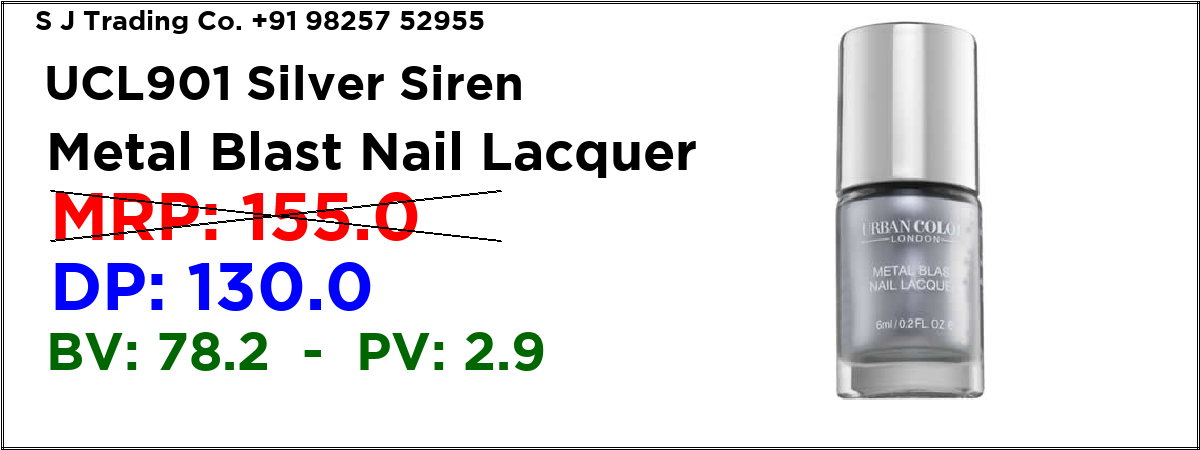 S J Trading Co. +91 98257 52955
UCL901 Silver Siren
Metal Blast Nail Lacquer
MRP: 155.0
DP: 130.0
BV: 78.2 - PV: 2.9
URBAN COLO
LONDON
METAL BLAS
NAIL LACQUE
6ml / 0.2 FL OZ e